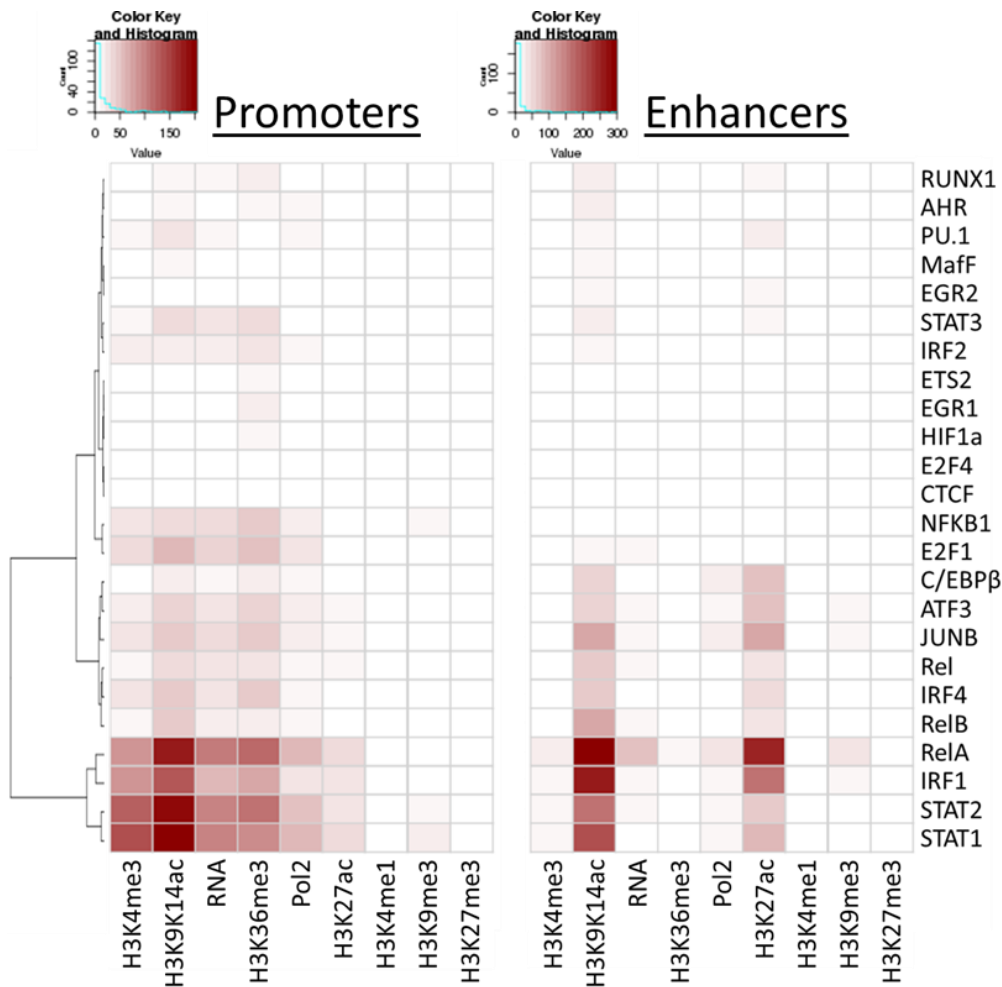 Color Key
and Histogram
Count
0 40 100
0 50 150
Value
Promoters
Color Key
and Histogram
Count
0 100
0 100 200 300
Value
Enhancers
RUNX1
AHR
PU.1
MafF
EGR2
STAT3
IRF2
ETS2
EGR1
HIF1a
E2F4
CTCF
NFKB1
E2F1
C/EBPβ
ATF3
JUNB
Rel
IRF4
RelB
RelA
IRF1
STAT2
STAT1
H3K4me3
H3K9K14ac
RNA
H3K36me3
Pol2
H3K27ac
H3K4me1
H3K9me3
H3K27me3
H3K4me3
H3K9K14ac
RNA
H3K36me3
Pol2
H3K27ac
H3K4me1
H3K9me3
H3K27me3